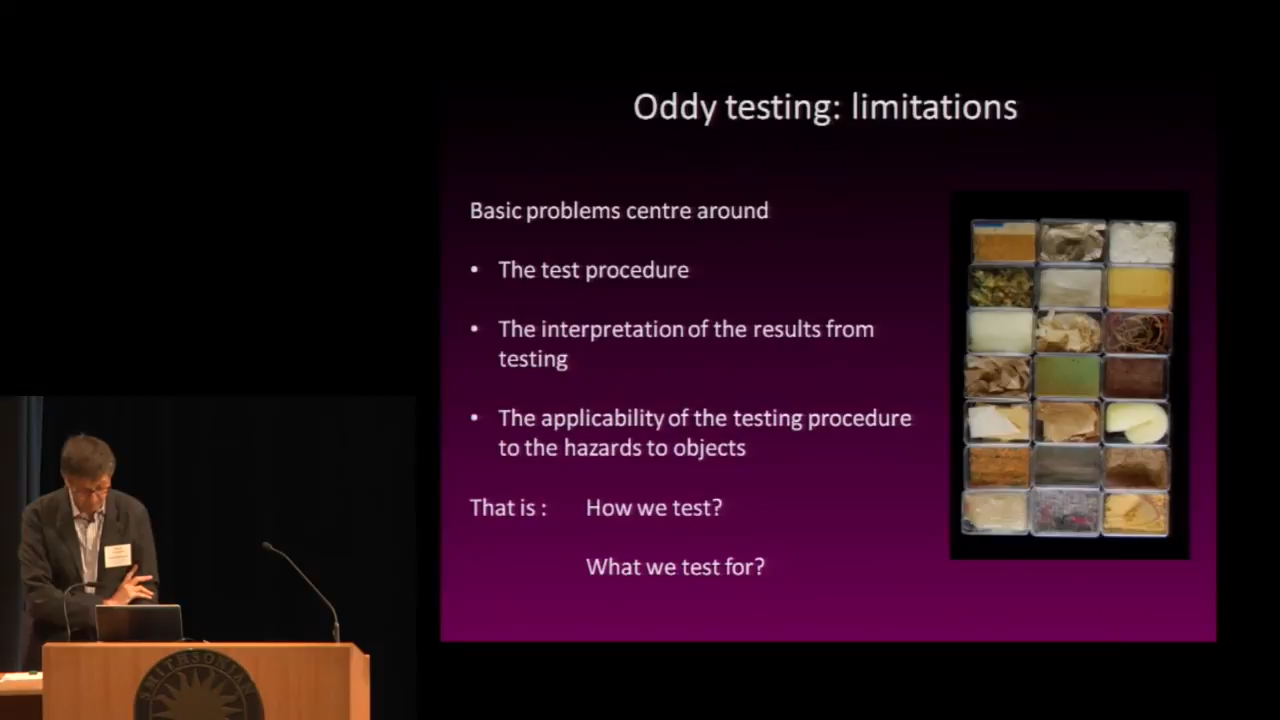 Oddy testing: limitations
Basic problems centre around
• The test procedure
• The interpretation of the results from
testing
• The applicability of the testing procedure
to the hazards to objects
That is : How we test?
What we test for?
SMITHSONIAN